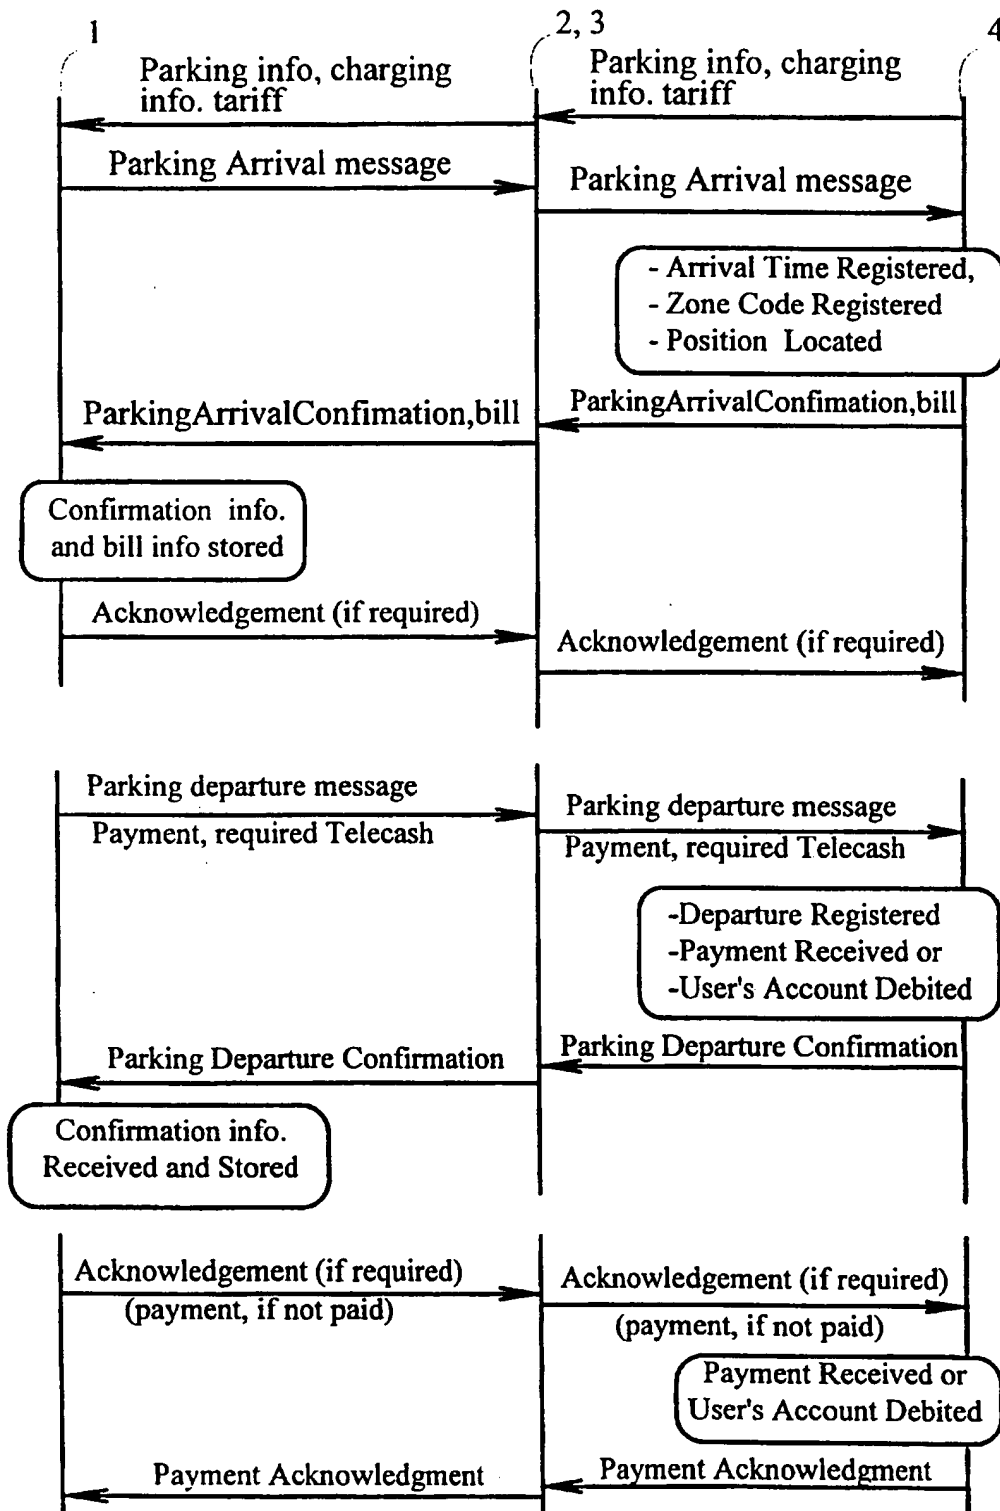 1
2, 3
4
Parking info, charging
info. tariff
Parking info, charging
info. tariff
Parking Arrival message
Parking Arrival message
- Arrival Time Registered,
- Zone Code Registered
- Position Located
ParkingArrivalConfimation,bill
ParkingArrivalConfimation,bill
Confirmation info.
and bill info stored
Acknowledgement (if required)
Acknowledgement (if required)
Parking departure message
Payment, required Telecash
Parking departure message
Payment, required Telecash
-Departure Registered
-Payment Received or
-User's Account Debited
Parking Departure Confirmation
Parking Departure Confirmation
Confirmation info.
Received and Stored
Acknowledgement (if required)
(payment, if not paid)
Acknowledgement (if required)
(payment, if not paid)
Payment Received or
User's Account Debited
Payment Acknowledgment
Payment Acknowledgment